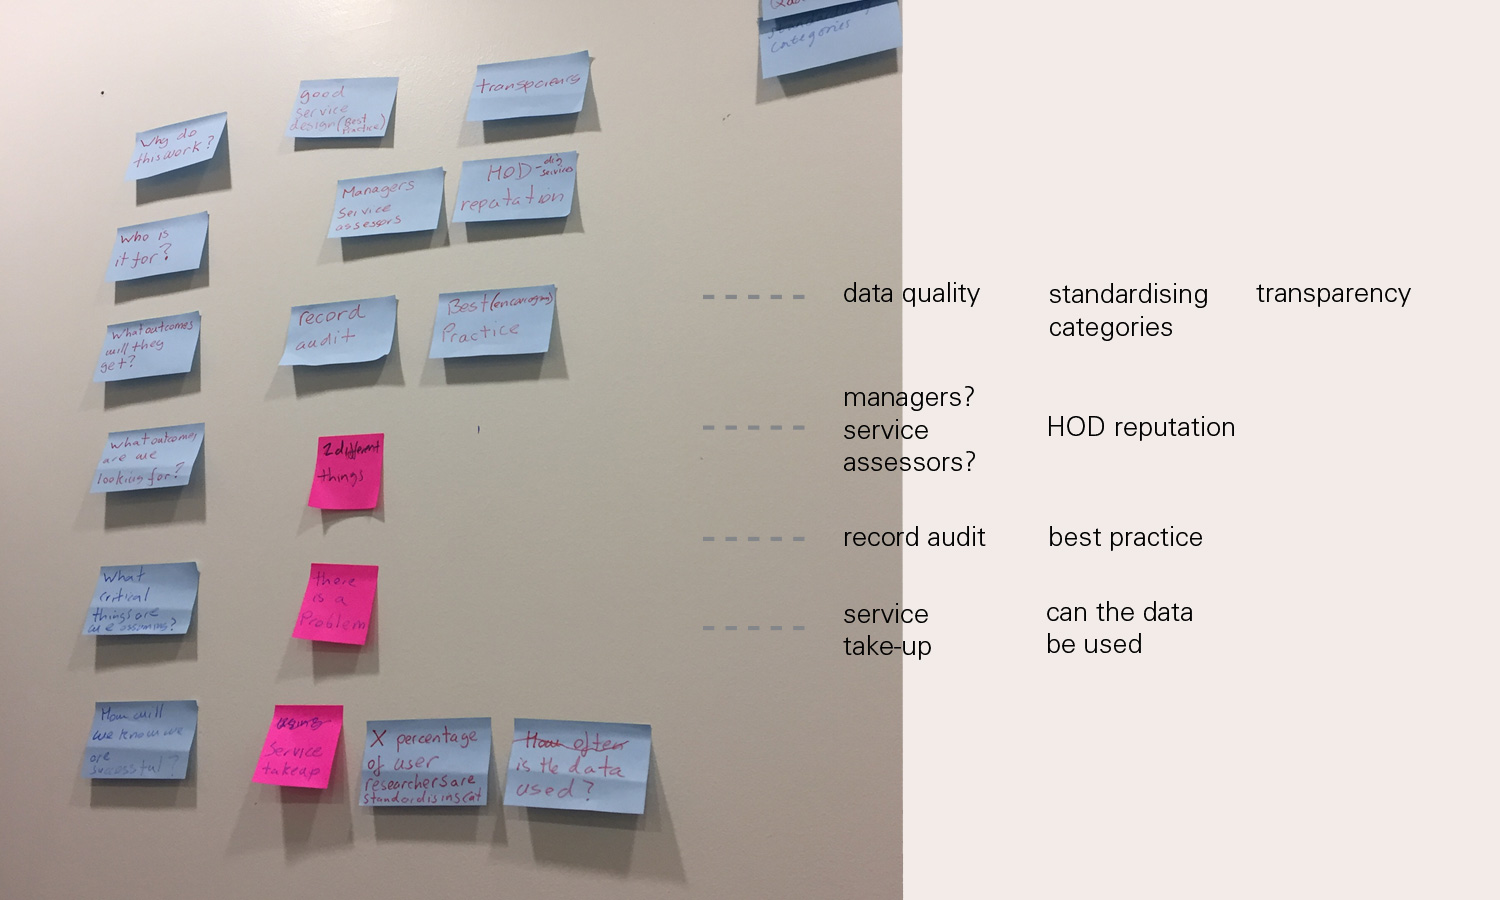 categories
good
service
design (Best
Practice)
Why do
this work?
Managers
Service
assessors
HOD - dig
service
reputation
Who is
it for?
record
audit
Best (encouraging)
Practice
What outcomes
will they
get?
What outcomes
are we
looking for?
2 different
things
What
critical
things are
we assuming?
there
is a
Problem
How will
we know we
are
successful?
using
Service
takeup
X percentage
of user
researchers are
standardising cat
How often
is the data
used?
data quality
standardising
categories
transparency
managers?
service
assessors?
HOD reputation
record audit
best practice
service
take-up
can the data
be used